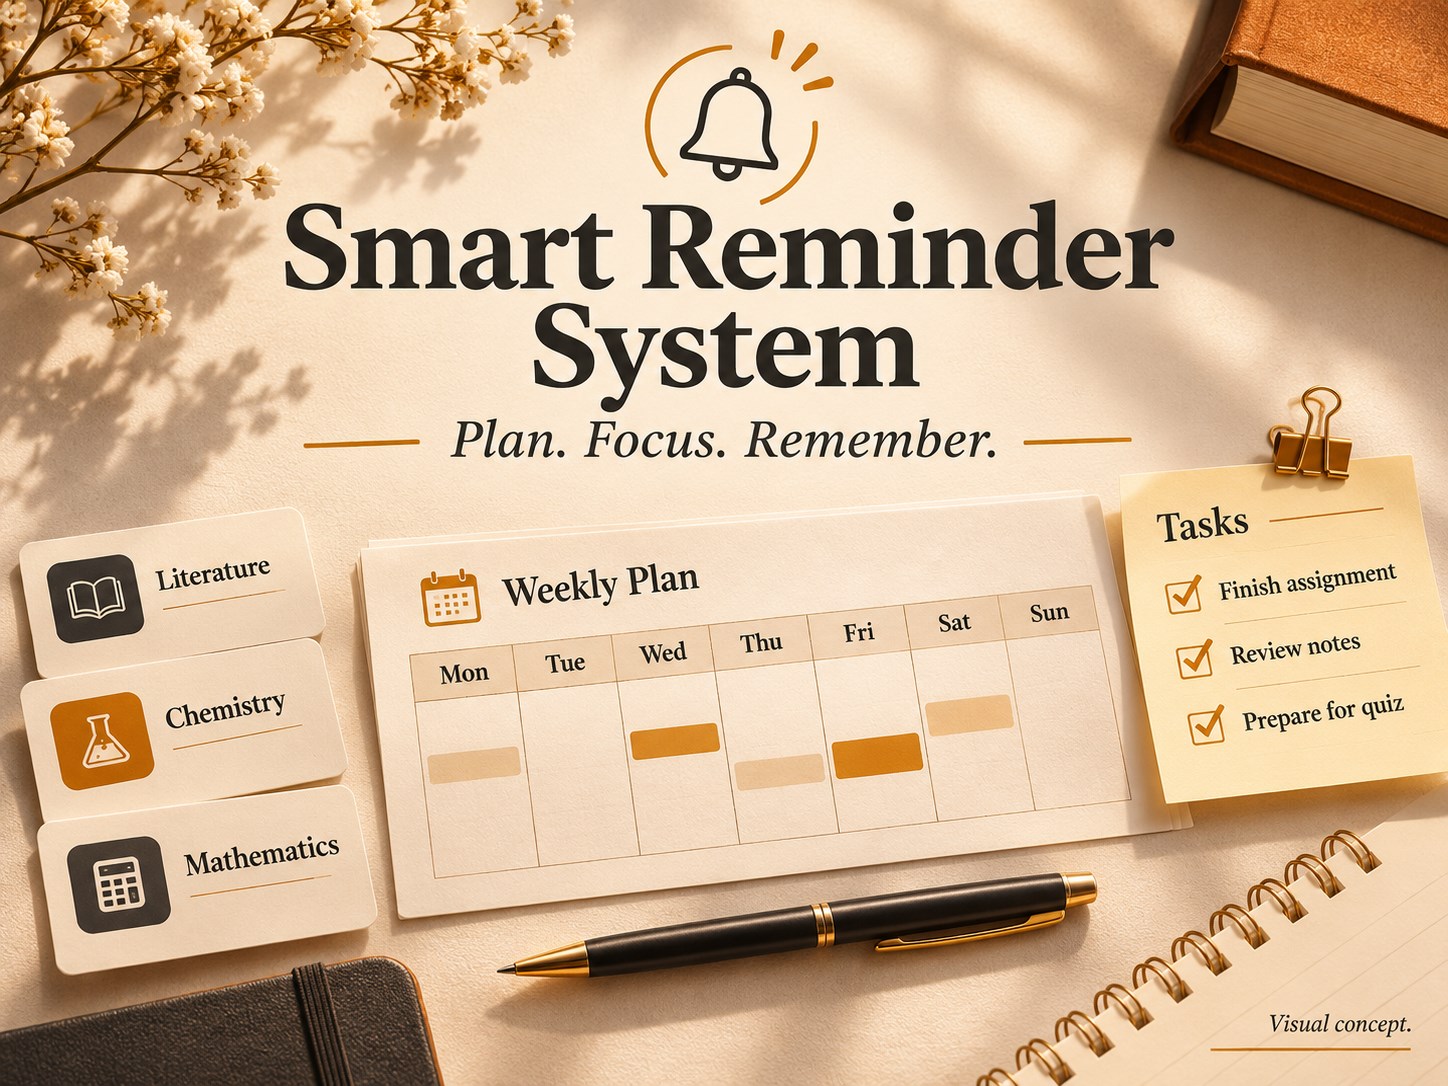 Smart Reminder
System
Plan. Focus. Remember.
Literature
Chemistry
Mathematics
Weekly Plan
Mon Tue Wed Thu Fri Sat Sun
Tasks
Finish assignment
Review notes
Prepare for quiz
Visual concept.